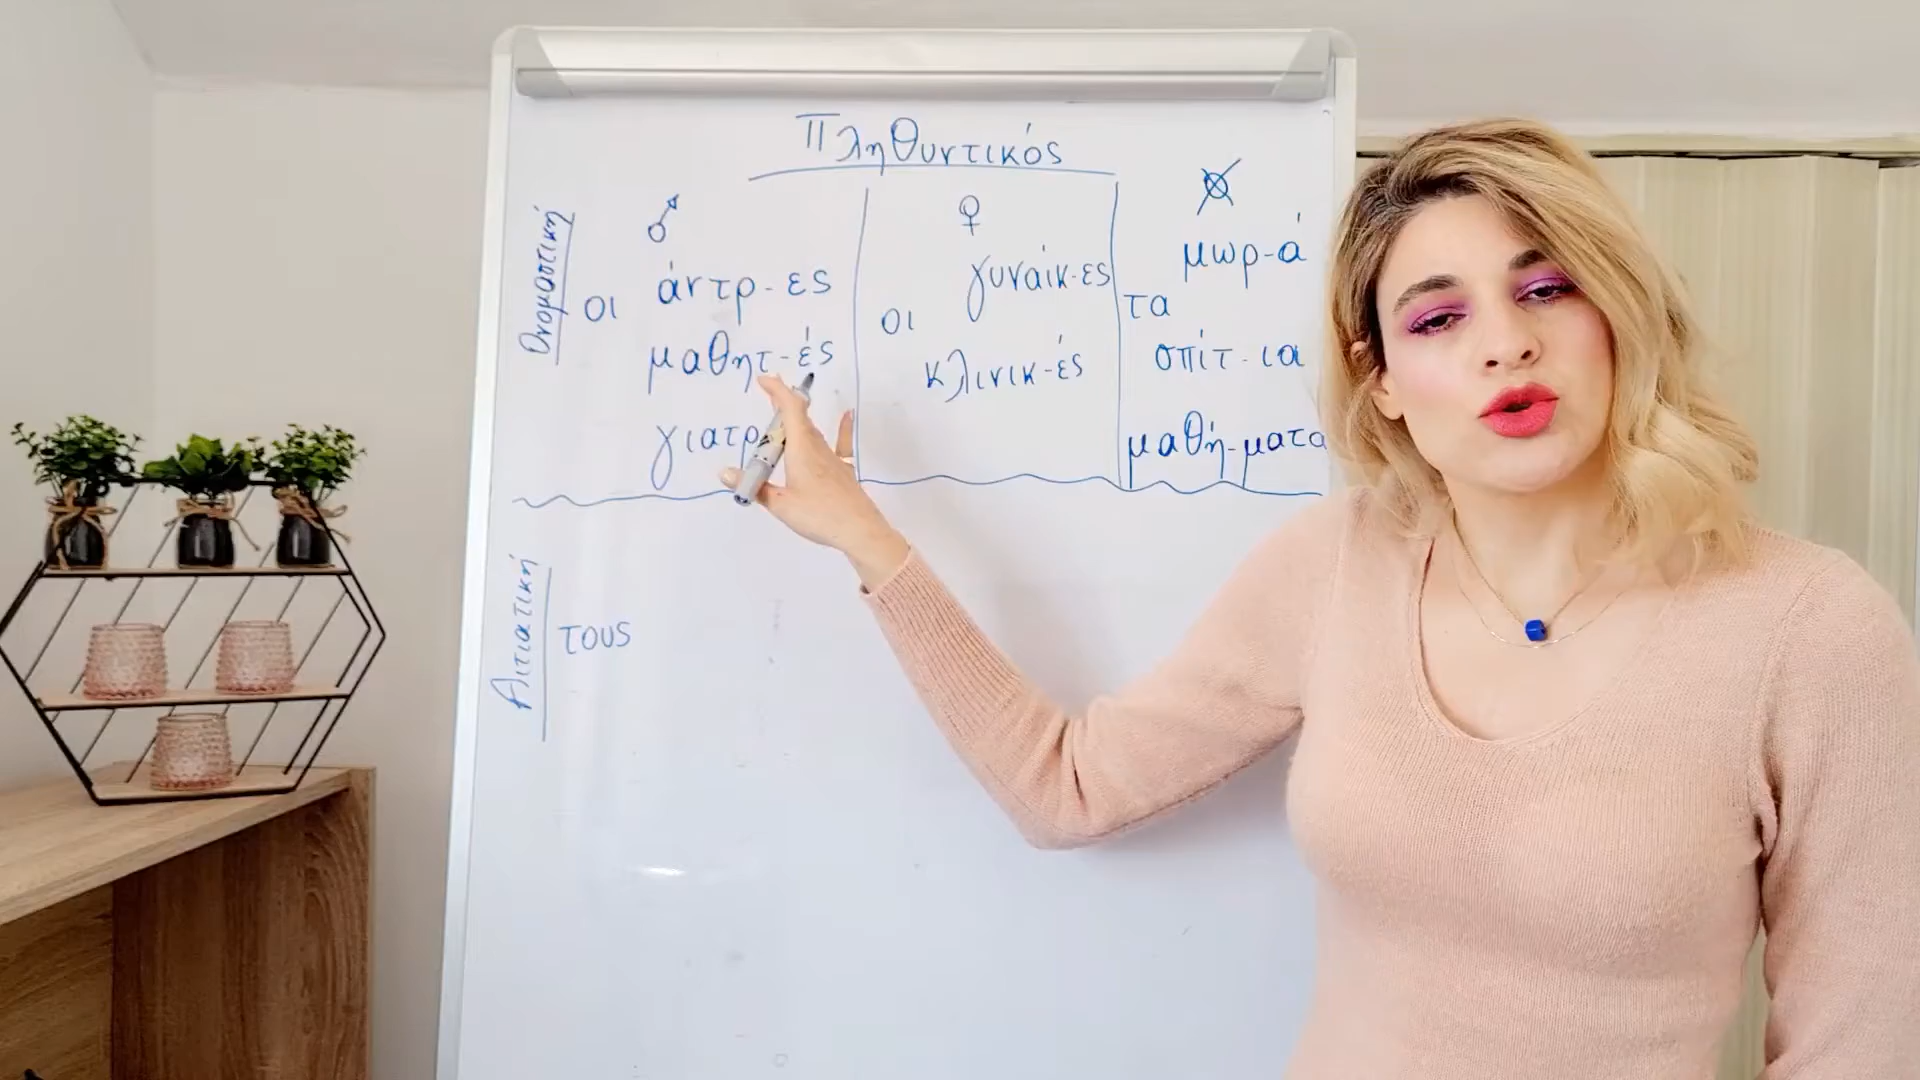 Πληθυντικός
Ονομαστική
οι
άντρ-ες
μαθητ-ές
γιατρ
οι
γυναίκ-ες
κλινικ-ές
τα
μωρ-ά
σπίτ-ια
μαθή-ματα
Αιτιατική
τους